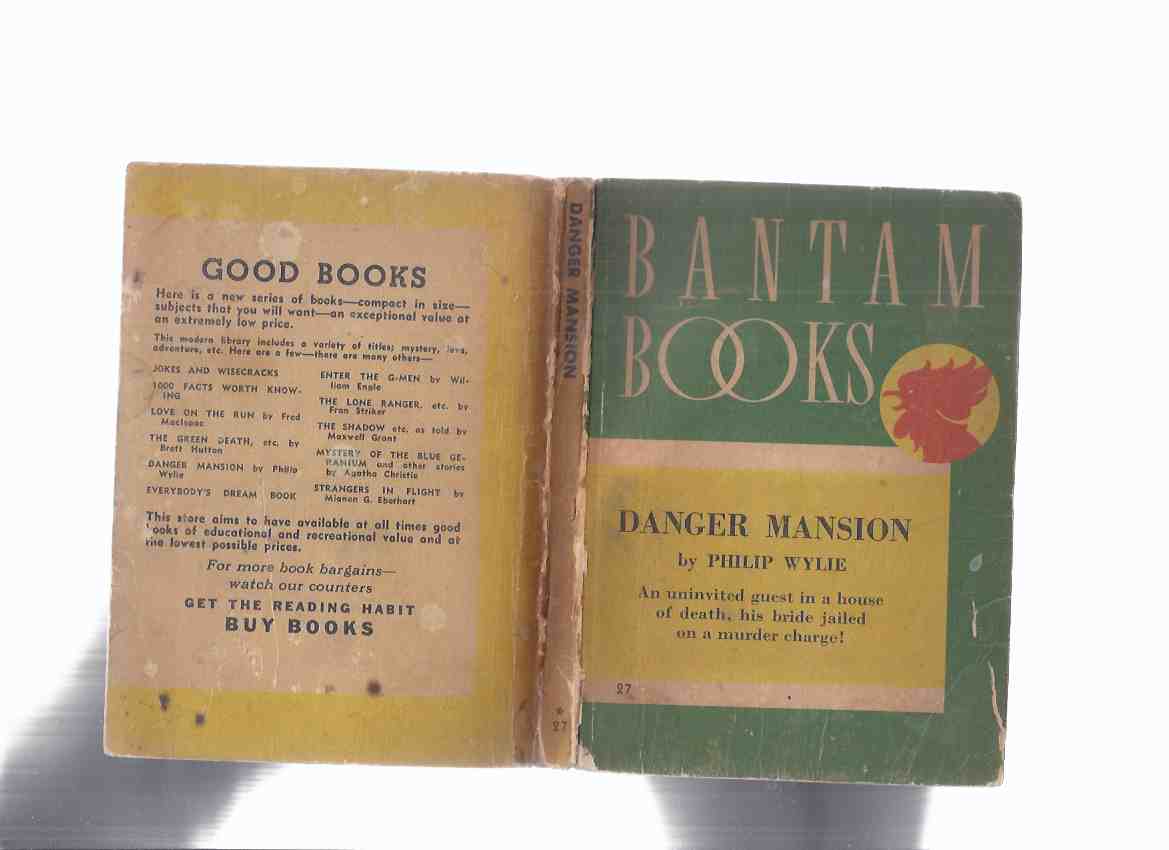 GOOD BOOKS
Here is a new series of books—compact in size—
subjects that you will want—an exceptional value at
an extremely low price.
This modern library includes a variety of titles; mystery, love,
adventure, etc. Here are a few—there are many others—
JOKES AND WISECRACKS
1000 FACTS WORTH KNOW-
ING
LOVE ON THE RUN by Fred
MacIsaac
THE GREEN DEATH, etc. by
Brett Hutton
DANGER MANSION by Philip
Wylie
EVERYBODY'S DREAM BOOK
ENTER THE G-MEN by Wil-
liam Engle
THE LONE RANGER, etc. by
Fran Striker
THE SHADOW etc. as told by
Maxwell Grant
MYSTERY OF THE BLUE GE-
RANIUM and other stories
by Agatha Christie
STRANGERS IN FLIGHT by
Mignon G. Eberhart
This store aims to have available at all times good
books of educational and recreational value and at
the lowest possible prices.
For more book bargains—
watch our counters
GET THE READING HABIT
BUY BOOKS
DANGER MANSION
*
27
BANTAM
BOOKS
DANGER MANSION
by PHILIP WYLIE
An uninvited guest in a house
of death, his bride jailed
on a murder charge!
27